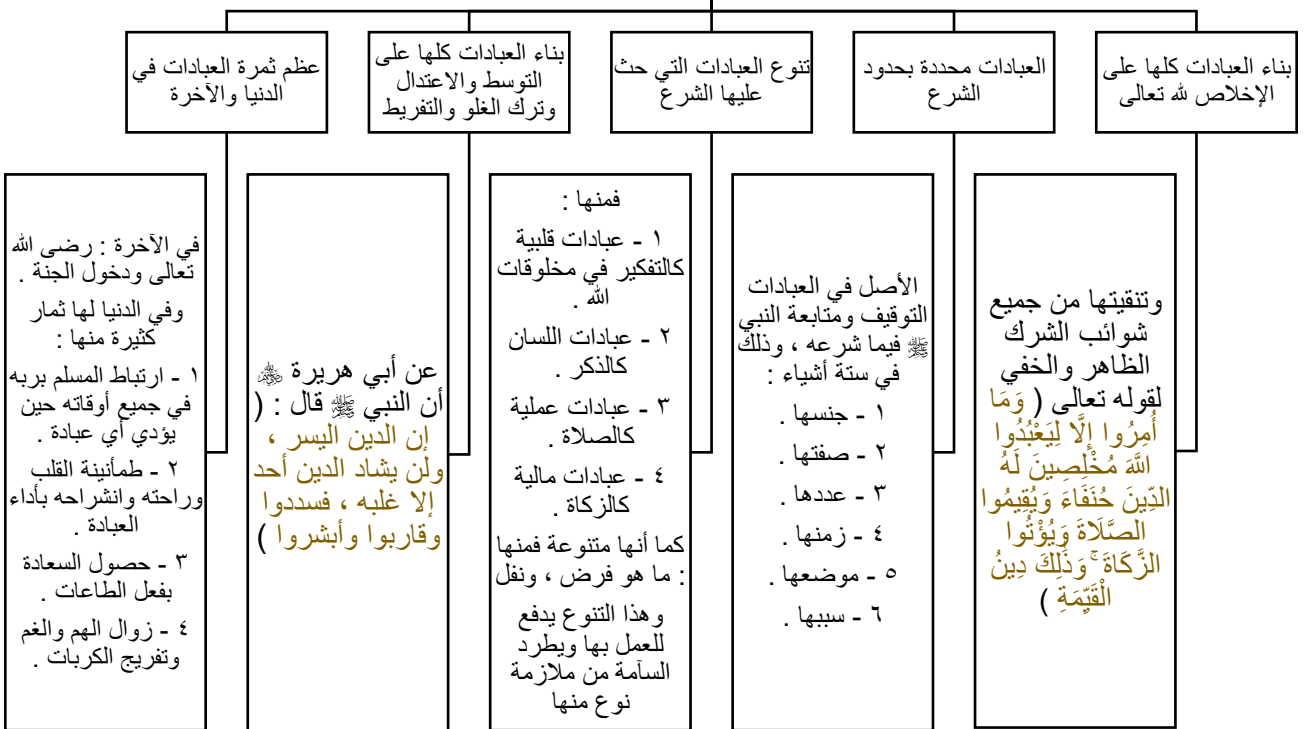 بناء العبادات كلها على
الإخلاص لله تعالى
العبادات محددة بحدود
الشرع
تنوع العبادات التي حث
عليها الشرع
بناء العبادات كلها على
التوسط والاعتدال
وترك الغلو والتفريط
عظم ثمرة العبادات في
الدنيا والآخرة
وتنقيتها من جميع
شوائب الشرك
الظاهر والخفي
لقوله تعالى ( وَمَا
أُمِرُوا إِلَّا لِيَعْبُدُوا
اللَّهَ مُخْلِصِينَ لَهُ
الدِّينَ حُنَفَاءَ وَيُقِيمُوا
الصَّلَاةَ وَيُؤْتُوا
الزَّكَاةَ ۚ وَذَٰلِكَ دِينُ
الْقَيِّمَةِ )
الأصل في العبادات
التوقيف ومتابعة النبي
ﷺ فيما شرعه ، وذلك
في ستة أشياء :
١ - جنسها .
٢ - صفتها .
٣ - عددها .
٤ - زمنها .
٥ - موضعها .
٦ - سببها .
فمنها :
١ - عبادات قلبية
كالتفكير في مخلوقات
الله .
٢ - عبادات اللسان
كالذكر .
٣ - عبادات عملية
كالصلاة .
٤ - عبادات مالية
كالزكاة .
كما أنها متنوعة فمنها
: ما هو فرض ، ونفل
وهذا التنوع يدفع
للعمل بها ويطرد
السآمة من ملازمة
نوع منها
عن أبي هريرة رضي الله عنه
أن النبي ﷺ قال : (
إن الدين اليسر ،
ولن يشاد الدين أحد
إلا غلبه ، فسددوا
وقاربوا وأبشروا )
في الآخرة : رضى الله
تعالى ودخول الجنة .
وفي الدنيا لها ثمار
كثيرة منها :
١ - ارتباط المسلم بربه
في جميع أوقاته حين
يؤدي أي عبادة .
٢ - طمأنينة القلب
وراحته وانشراحه بأداء
العبادة .
٣ - حصول السعادة
بفعل الطاعات .
٤ - زوال الهم والغم
وتفريج الكربات .